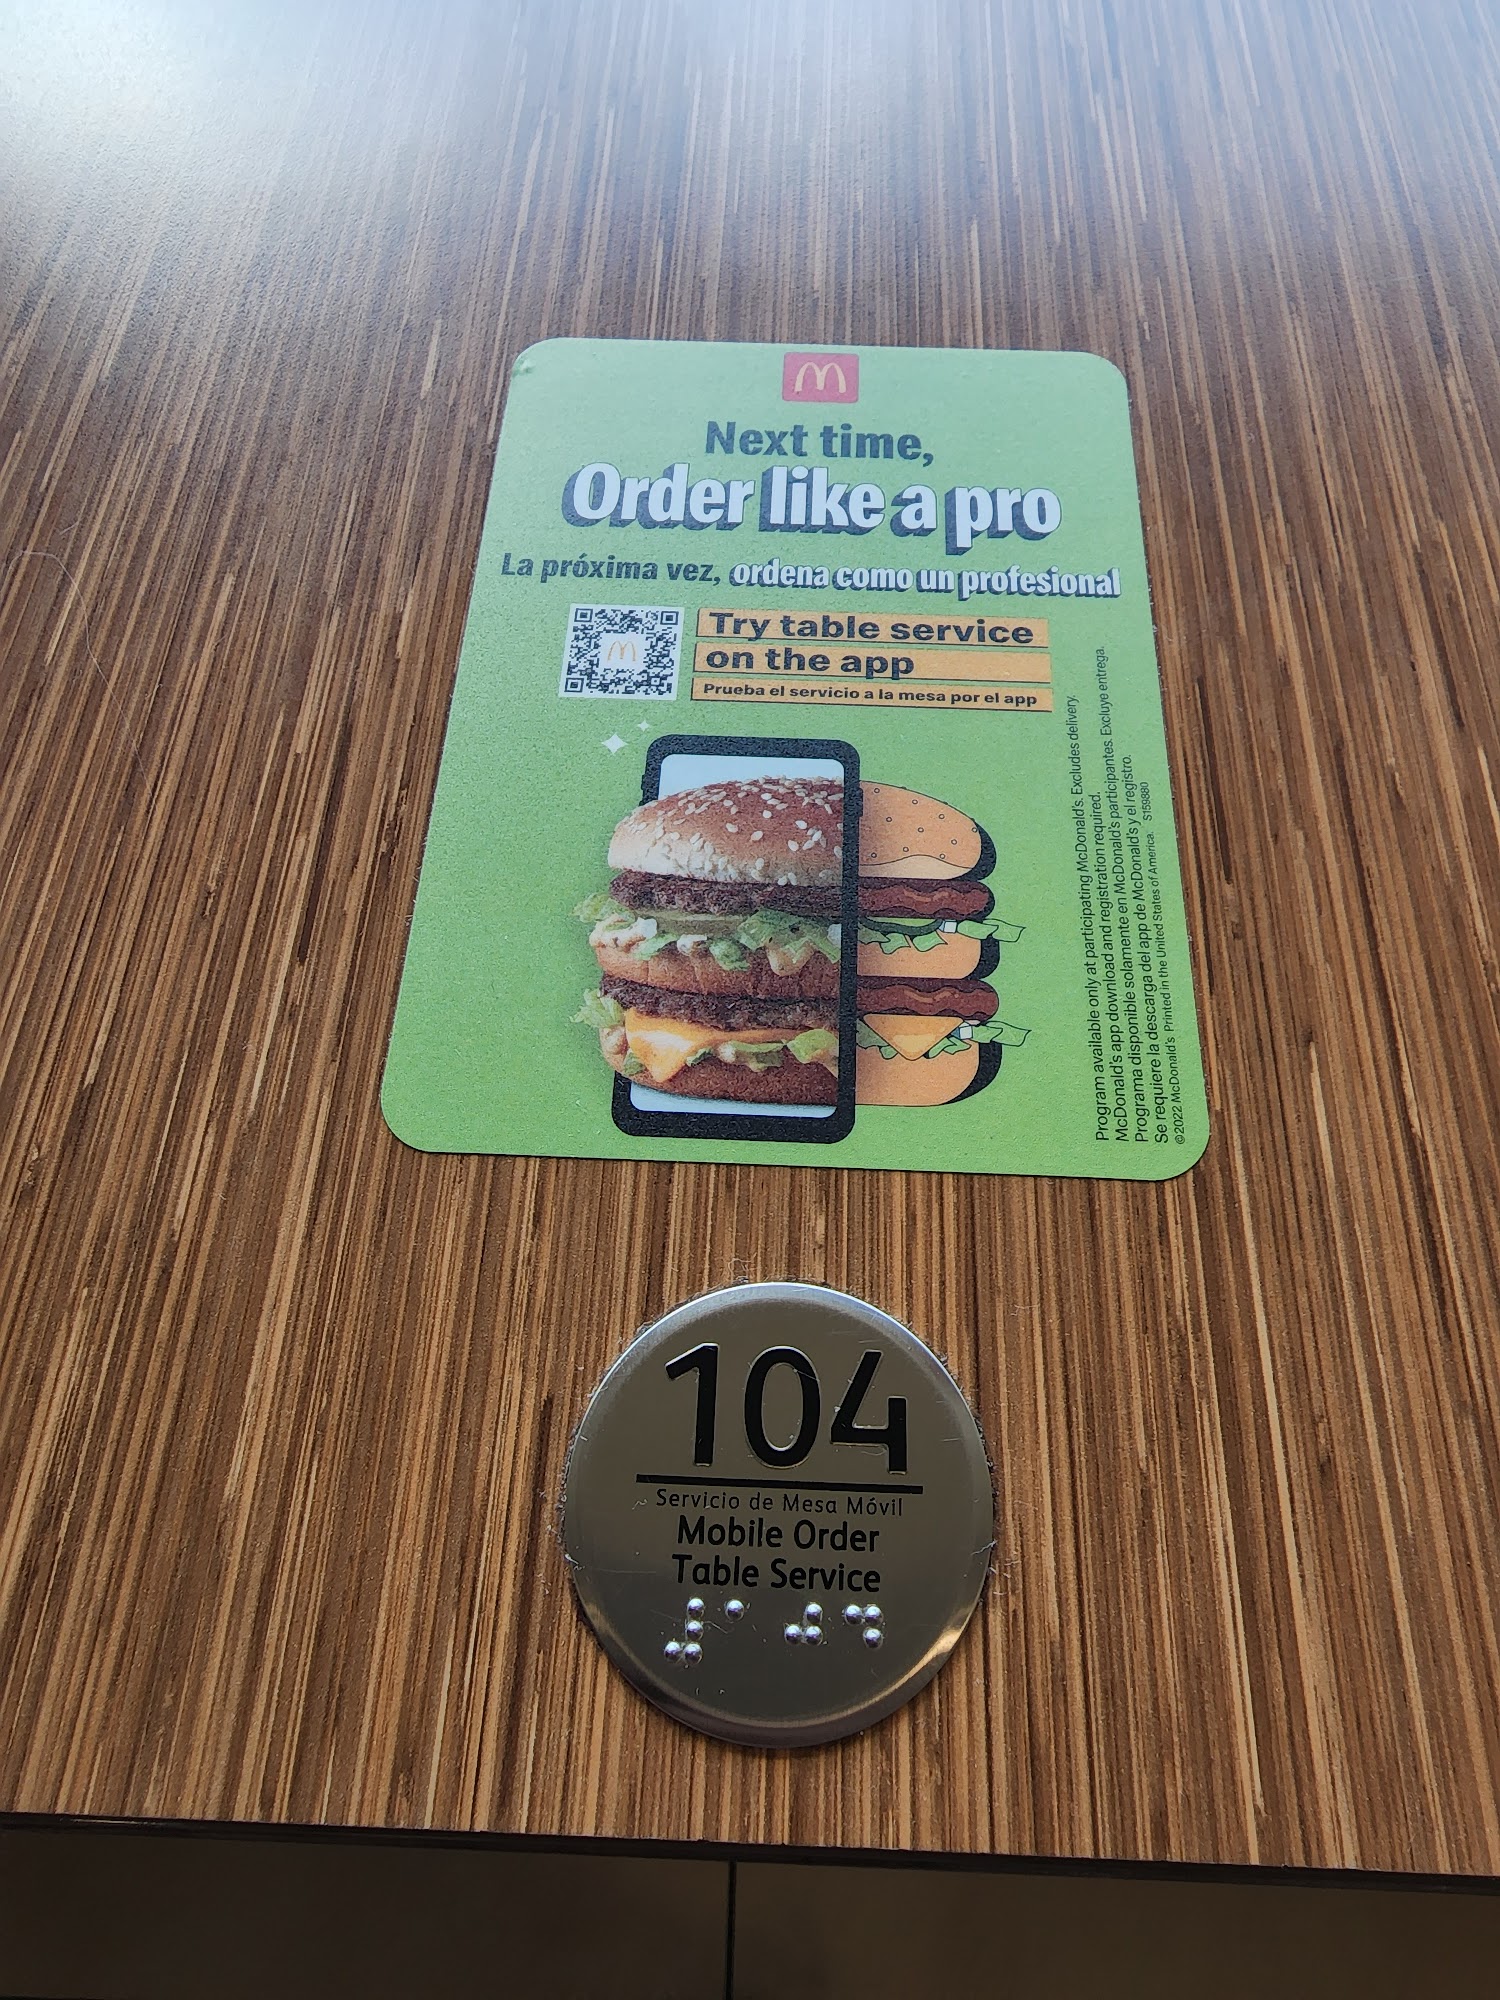 Next time,
Order like a pro
La próxima vez, ordena como un profesional
Try table service
on the app
Prueba el servicio a la mesa por el app
Program available only at participating McDonald's. Excludes delivery.
McDonald's app download and registration required.
Programa disponible solamente en McDonald's participantes. Excluye entrega.
Se requiere la descarga del app de McDonald's y el registro.
©2022 McDonald's Printed in the United States of America. S159880
104
Servicio de Mesa Móvil
Mobile Order
Table Service
⠼⠁⠚⠙